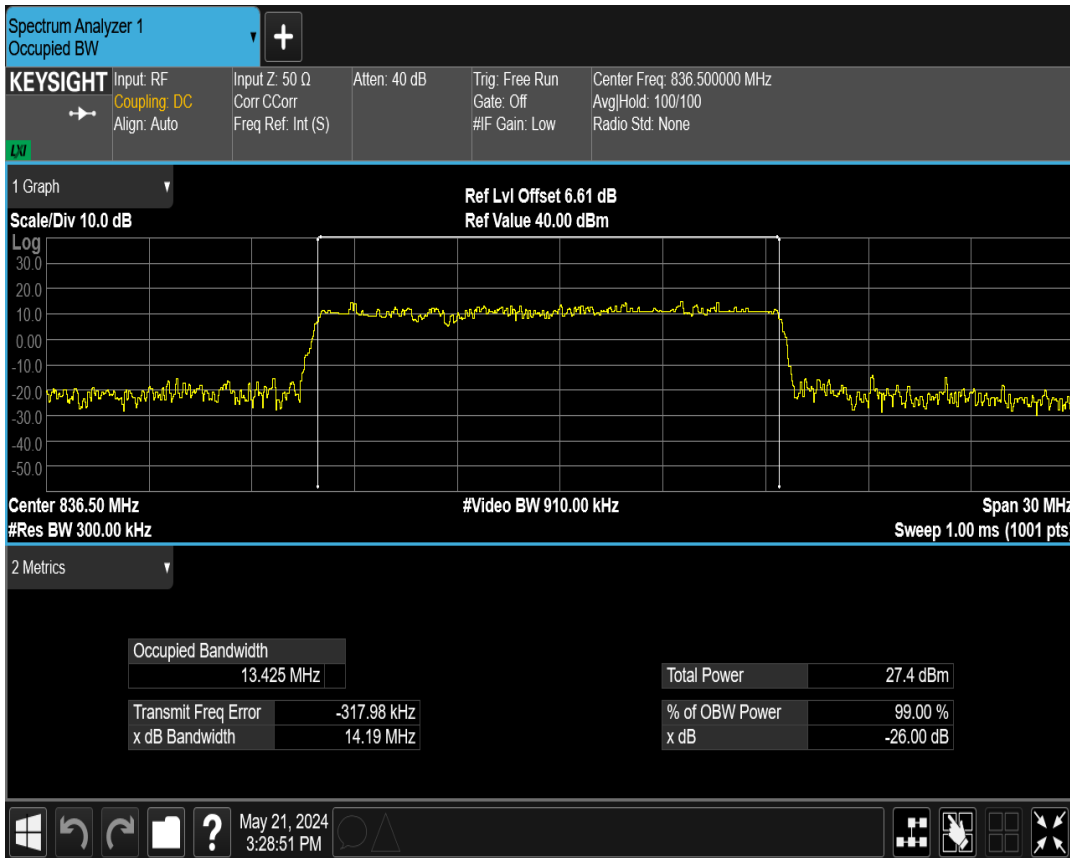 Spectrum Analyzer 1
Occupied BW
KEYSIGHT
LXI
Input: RF
Coupling: DC
Align: Auto
Input Z: 50 Ω
Corr CCorr
Freq Ref: Int (S)
Atten: 40 dB
Trig: Free Run
Gate: Off
#IF Gain: Low
Center Freq: 836.500000 MHz
Avg|Hold: 100/100
Radio Std: None
1 Graph
Scale/Div 10.0 dB
Ref Lvl Offset 6.61 dB
Ref Value 40.00 dBm
Log
30.0
20.0
10.0
0.00
-10.0
-20.0
-30.0
-40.0
-50.0
Center 836.50 MHz
#Res BW 300.00 kHz
#Video BW 910.00 kHz
Span 30 MHz
Sweep 1.00 ms (1001 pts)
2 Metrics
Occupied Bandwidth
13.425 MHz
Transmit Freq Error -317.98 kHz
x dB Bandwidth 14.19 MHz
Total Power 27.4 dBm
% of OBW Power 99.00 %
x dB -26.00 dB
?
May 21, 2024
3:28:51 PM